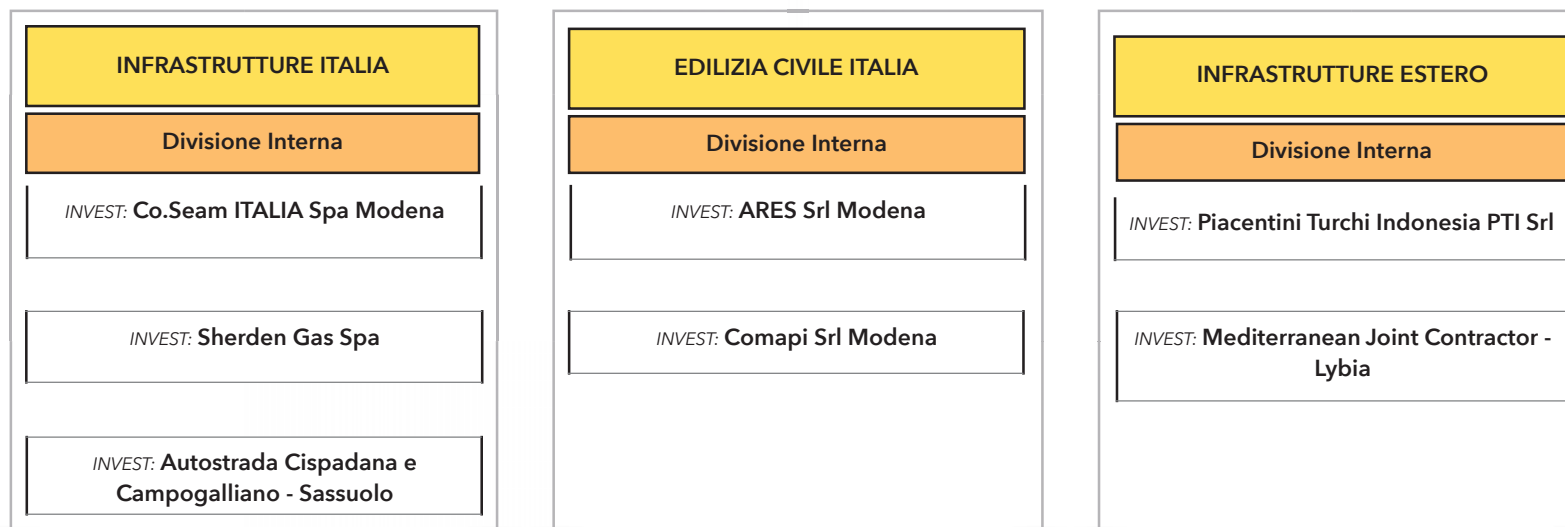 INFRASTRUTTURE ITALIA
Divisione Interna
INVEST: Co.Seam ITALIA Spa Modena
INVEST: Sherden Gas Spa
INVEST: Autostrada Cispadana e
Campogalliano - Sassuolo
EDILIZIA CIVILE ITALIA
Divisione Interna
INVEST: ARES Srl Modena
INVEST: Comapi Srl Modena
INFRASTRUTTURE ESTERO
Divisione Interna
INVEST: Piacentini Turchi Indonesia PTI Srl
INVEST: Mediterranean Joint Contractor -
Lybia